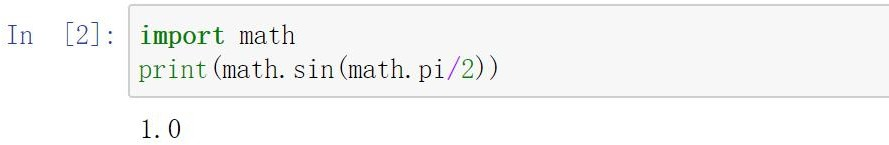 In [2]: import math
print(math.sin(math.pi/2))
1.0